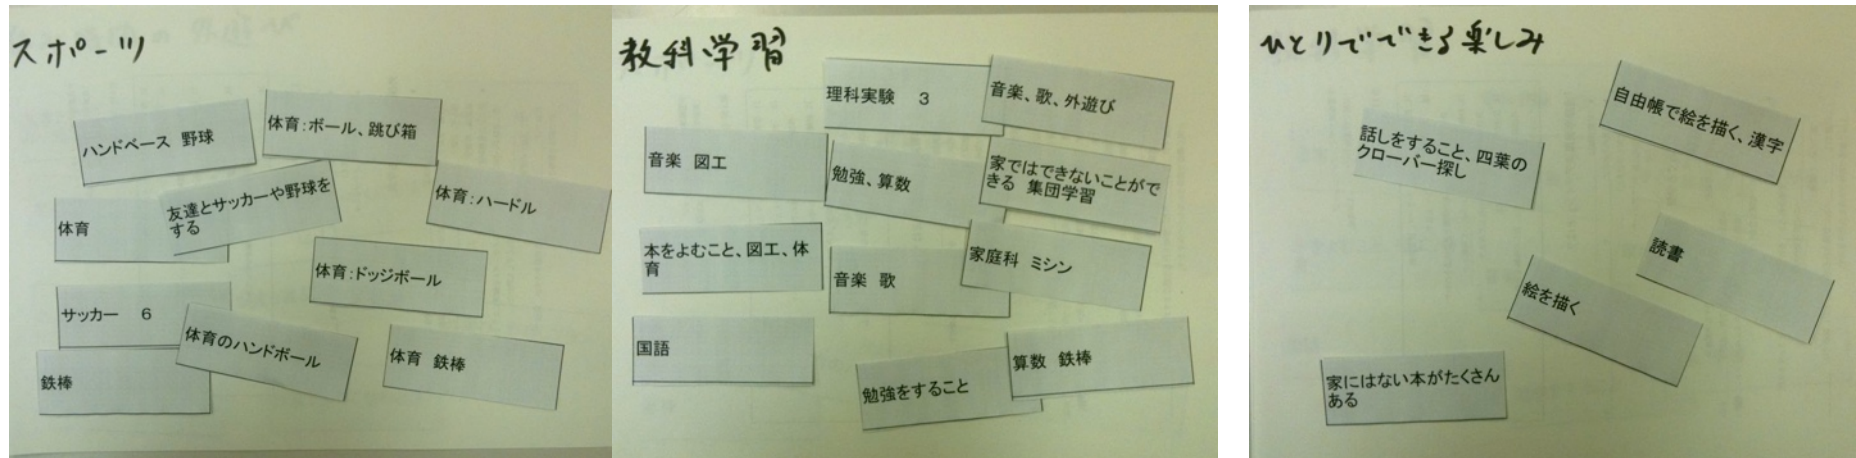 スポーツ
ハンドベース 野球
体育:ボール、跳び箱
体育
友達とサッカーや野球を
する
体育:ハードル
体育:ドッジボール
サッカー 6
体育のハンドボール
体育 鉄棒
鉄棒
教科学習
理科実験 3
音楽、歌、外遊び
音楽 図工
勉強、算数
家ではできないことがで
きる 集団学習
本をよむこと、図工、体
育
音楽 歌
家庭科 ミシン
国語
勉強をすること
算数 鉄棒
ひとりでできる楽しみ
自由帳で絵を描く、漢字
話しをすること、四葉の
クローバー探し
読書
絵を描く
家にはない本がたくさん
ある